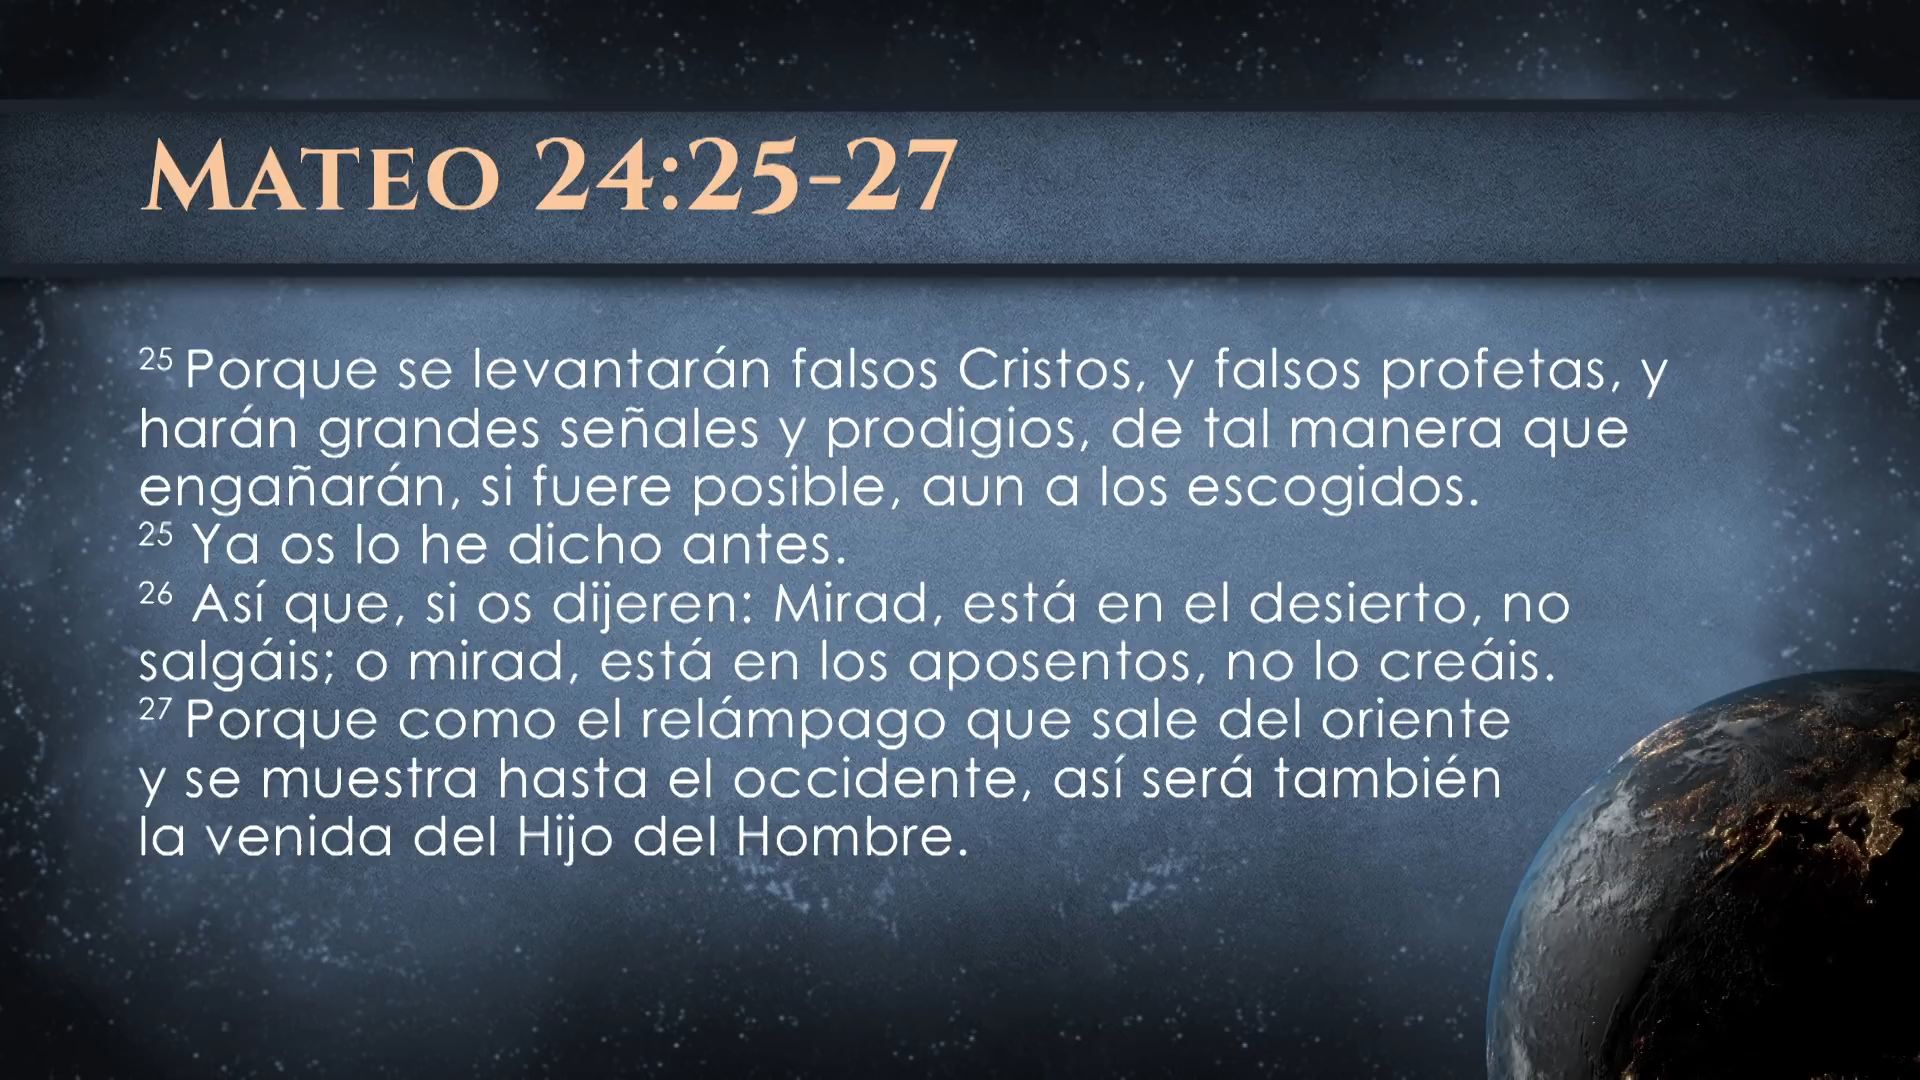 Mateo 24:25-27
25 Porque se levantarán falsos Cristos, y falsos profetas, y
harán grandes señales y prodigios, de tal manera que
engañarán, si fuere posible, aun a los escogidos.
25 Ya os lo he dicho antes.
26 Así que, si os dijeren: Mirad, está en el desierto, no
salgáis; o mirad, está en los aposentos, no lo creáis.
27 Porque como el relámpago que sale del oriente
y se muestra hasta el occidente, así será también
la venida del Hijo del Hombre.